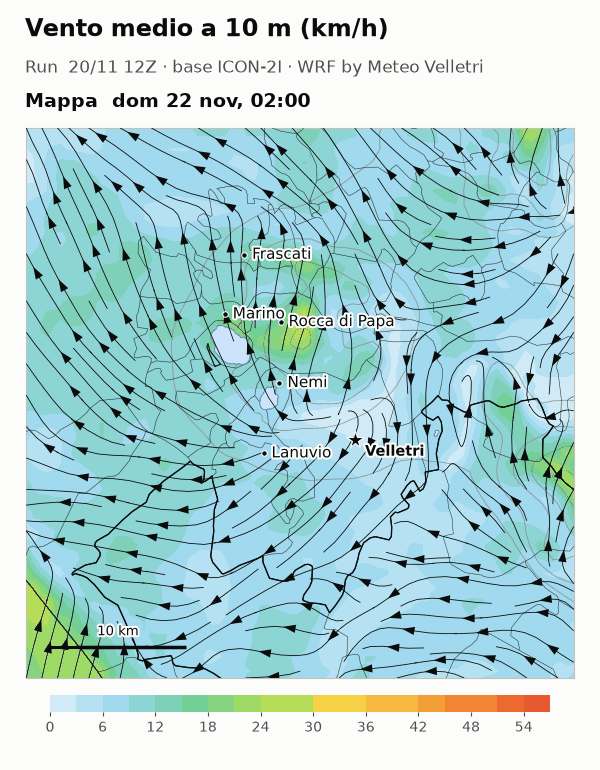 Vento medio a 10 m (km/h)
Run 20/11 12Z · base ICON-2I · WRF by Meteo Velletri
Mappa dom 22 nov, 02:00
Frascati
Marino
Rocca di Papa
Nemi
Velletri
Lanuvio
10 km
0 6 12 18 24 30 36 42 48 54